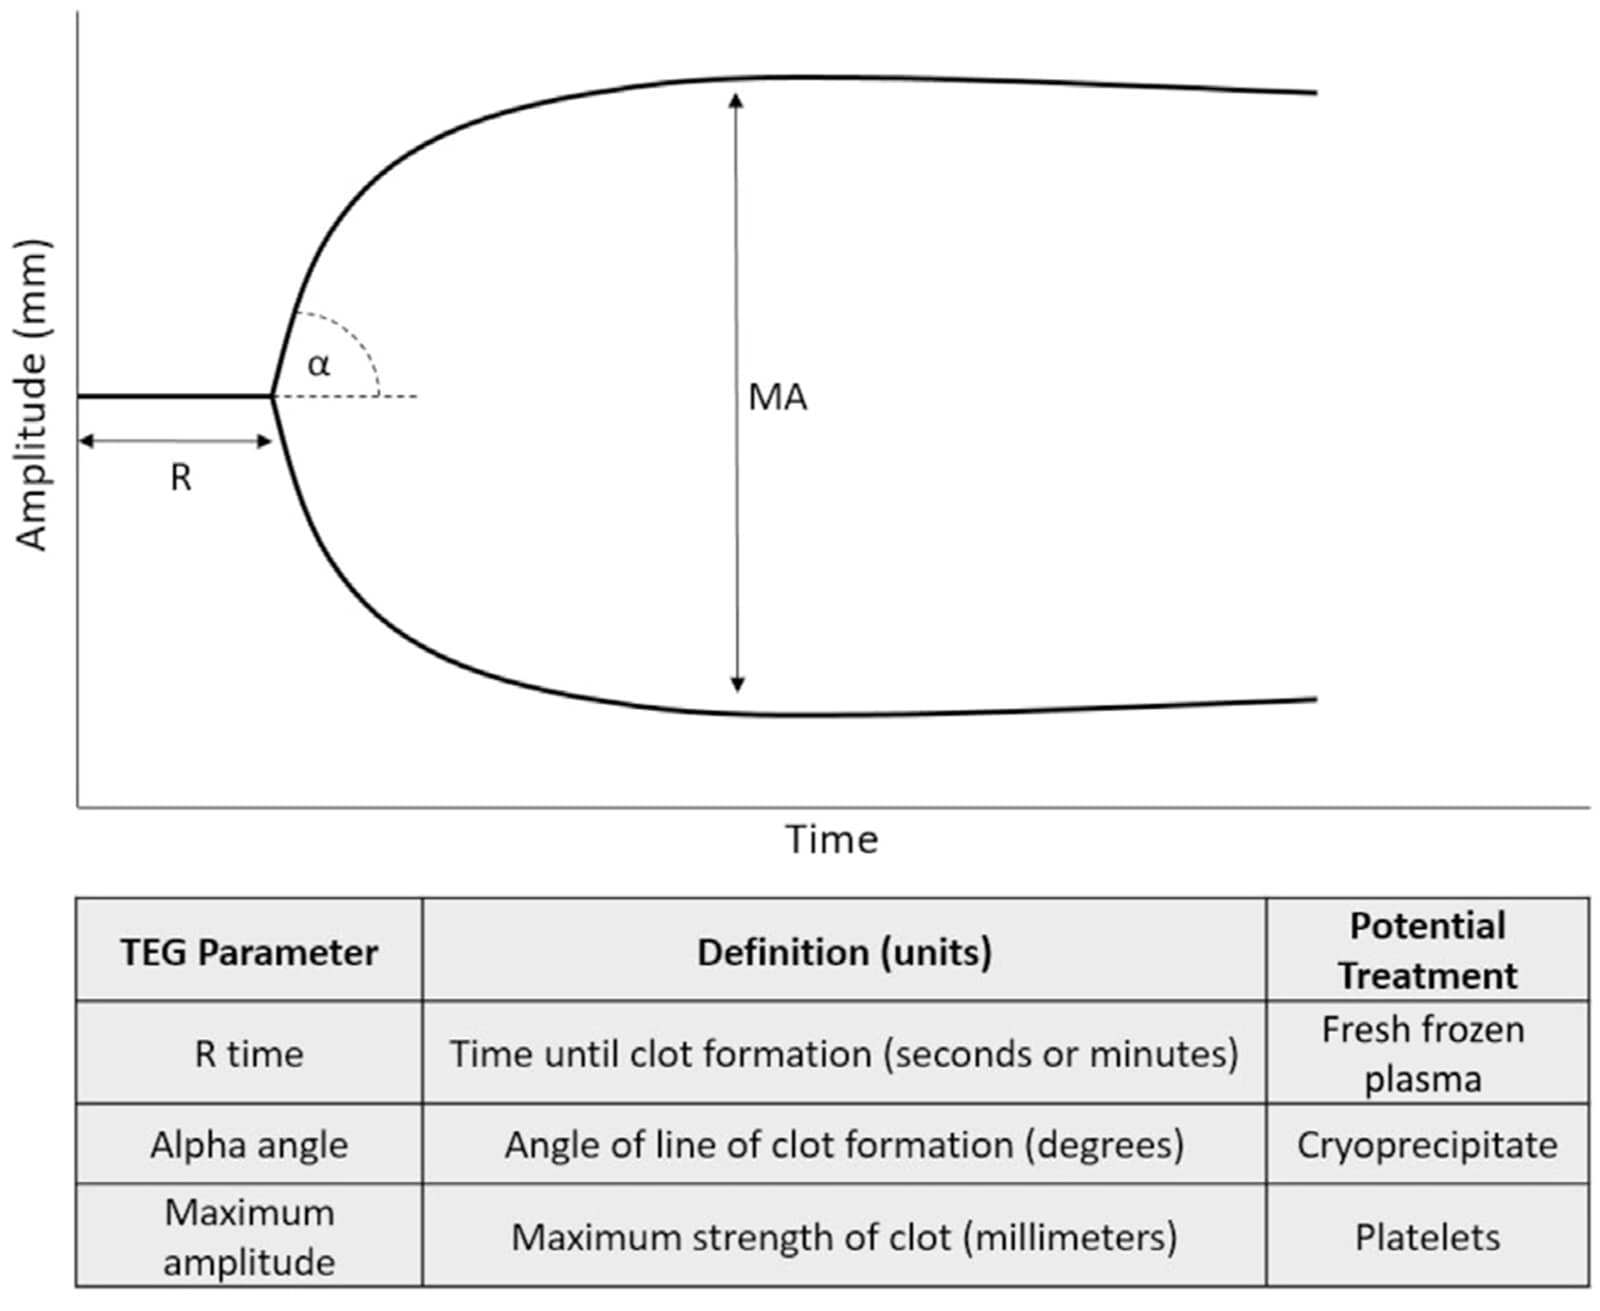 Amplitude (mm)
α
MA
R
Time
TEG Parameter
Definition (units)
Potential
Treatment
R time
Time until clot formation (seconds or minutes)
Fresh frozen
plasma
Alpha angle
Angle of line of clot formation (degrees)
Cryoprecipitate
Maximum
amplitude
Maximum strength of clot (millimeters)
Platelets